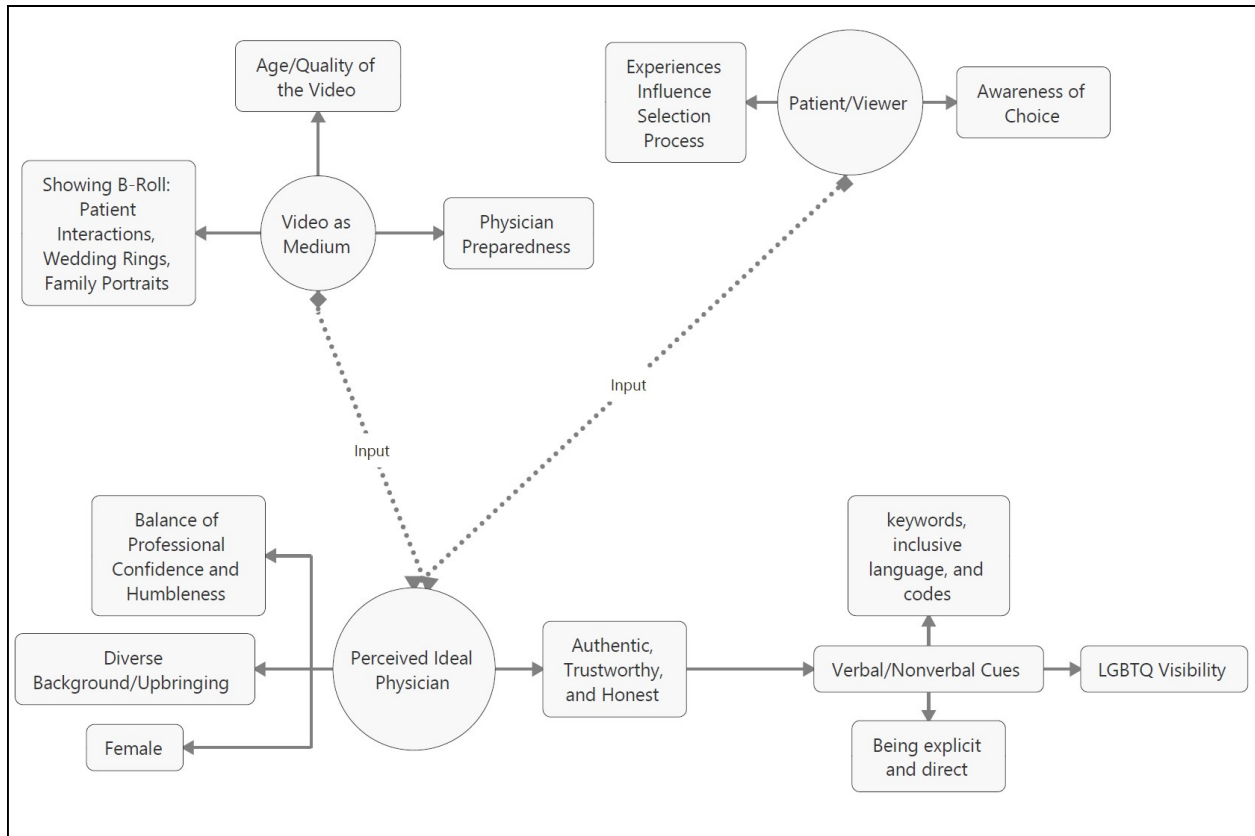 Age/Quality of
the Video
Showing B-Roll:
Patient
Interactions,
Wedding Rings,
Family Portraits
Video as
Medium
Physician
Preparedness
Experiences
Influence
Selection
Process
Patient/Viewer
Awareness of
Choice
Input
Input
Balance of
Professional
Confidence and
Humbleness
Diverse
Background/Upbringing
Female
Perceived Ideal
Physician
Authentic,
Trustworthy,
and Honest
keywords,
inclusive
language, and
codes
Verbal/Nonverbal Cues
LGBTQ Visibility
Being explicit
and direct